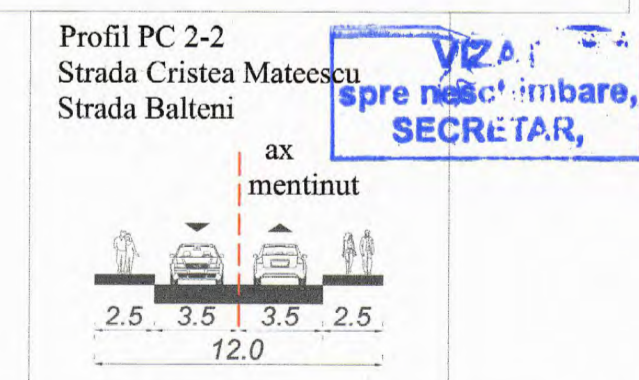 Profil PC 2-2
Strada Cristea Mateescu
Strada Balteni
spre neschimbare,
SECRETAR,
ax
mentinut
2.5 3.5 3.5 2.5
12.0